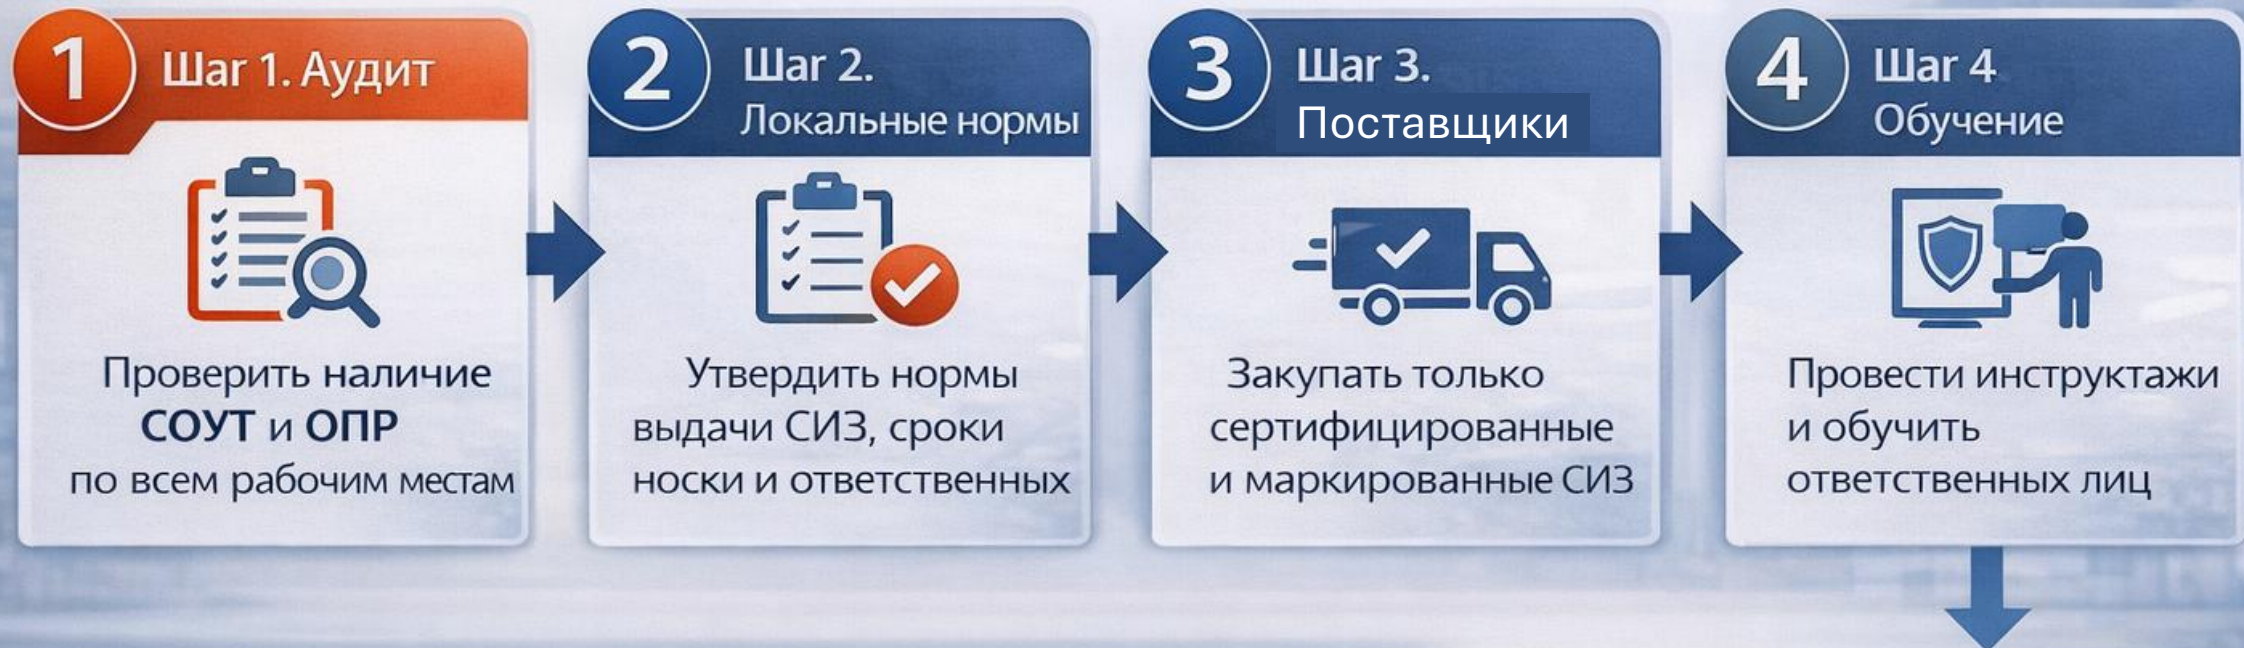 1
Шаг 1. Аудит
Проверить наличие
СОУТ и ОПР
по всем рабочим местам
2
Шаг 2.
Локальные нормы
Утвердить нормы
выдачи СИЗ, сроки
носки и ответственных
3
Шаг 3.
Поставщики
Закупать только
сертифицированные
и маркированные СИЗ
4
Шаг 4
Обучение
Провести инструктажи
и обучить
ответственных лиц